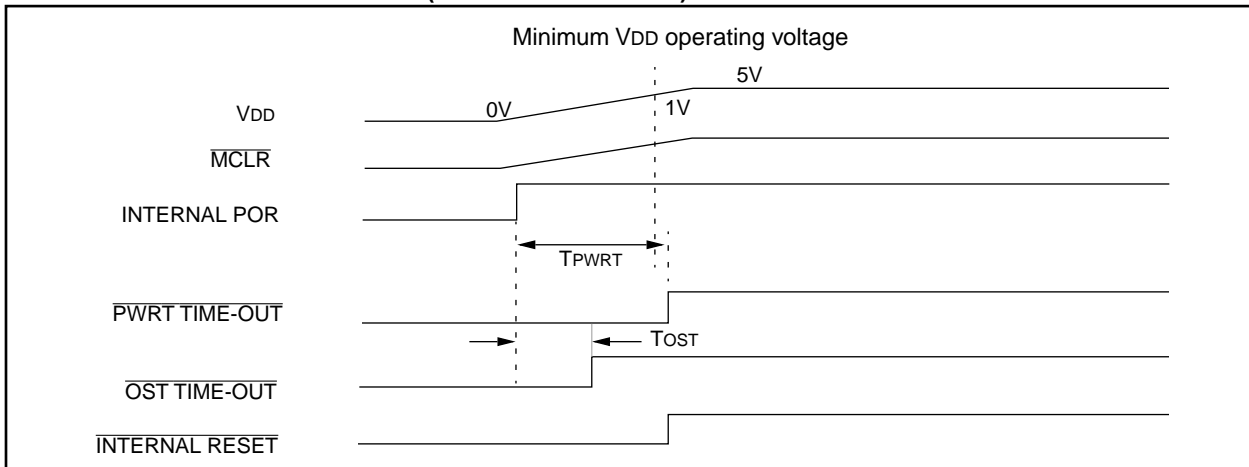 (
)
Minimum VDD operating voltage
5V
VDD
0V
1V
MCLR
INTERNAL POR
TPWRT
PWRT TIME-OUT
TOST
OST TIME-OUT
INTERNAL RESET